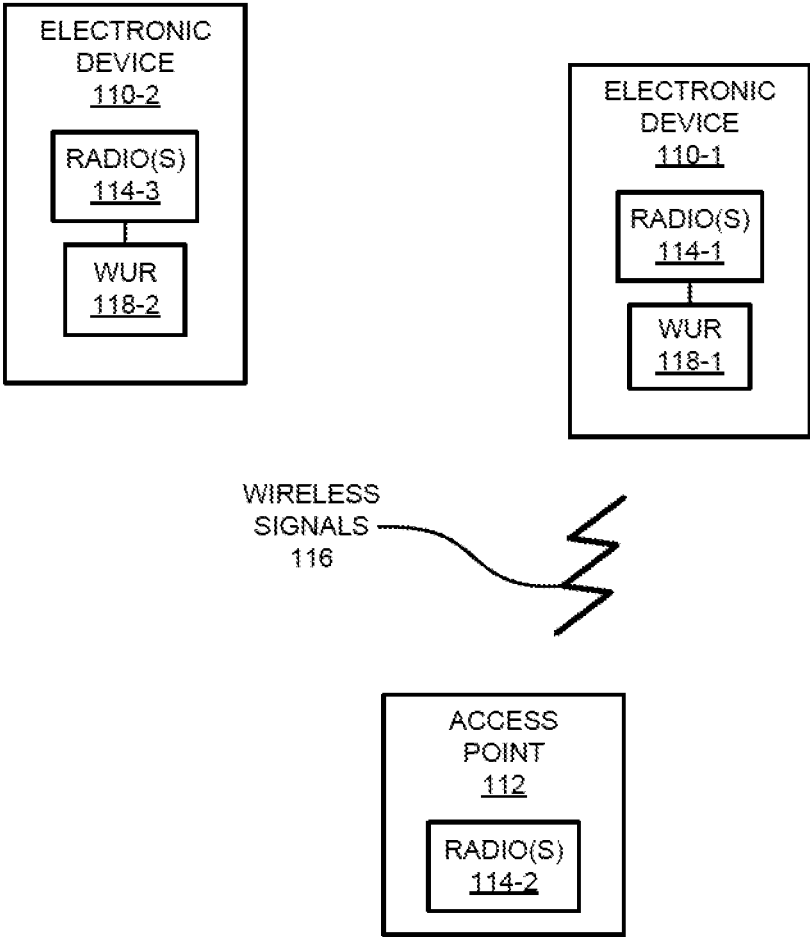 ELECTRONIC
DEVICE
110-2
RADIO(S)
114-3
WUR
118-2
ELECTRONIC
DEVICE
110-1
RADIO(S)
114-1
WUR
118-1
WIRELESS
SIGNALS
116
ACCESS
POINT
112
RADIO(S)
114-2